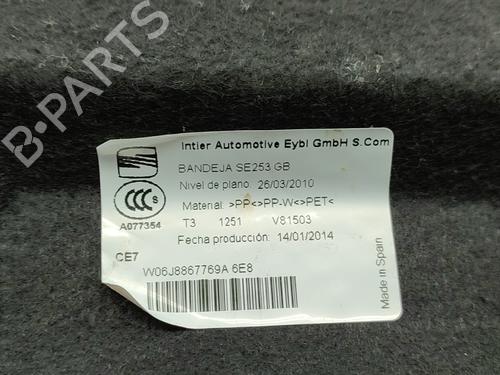 B-PARTS
Intier Automotive Eybl GmbH S.Com
BANDEJA SE253 GB
Nivel de plano: 26/03/2010
Material: >PP<>PP-W<>PET<
A077354
T3 1251 V81503
Fecha producción: 14/01/2014
CE7
W06J8867769A 6E8
Made in Spain